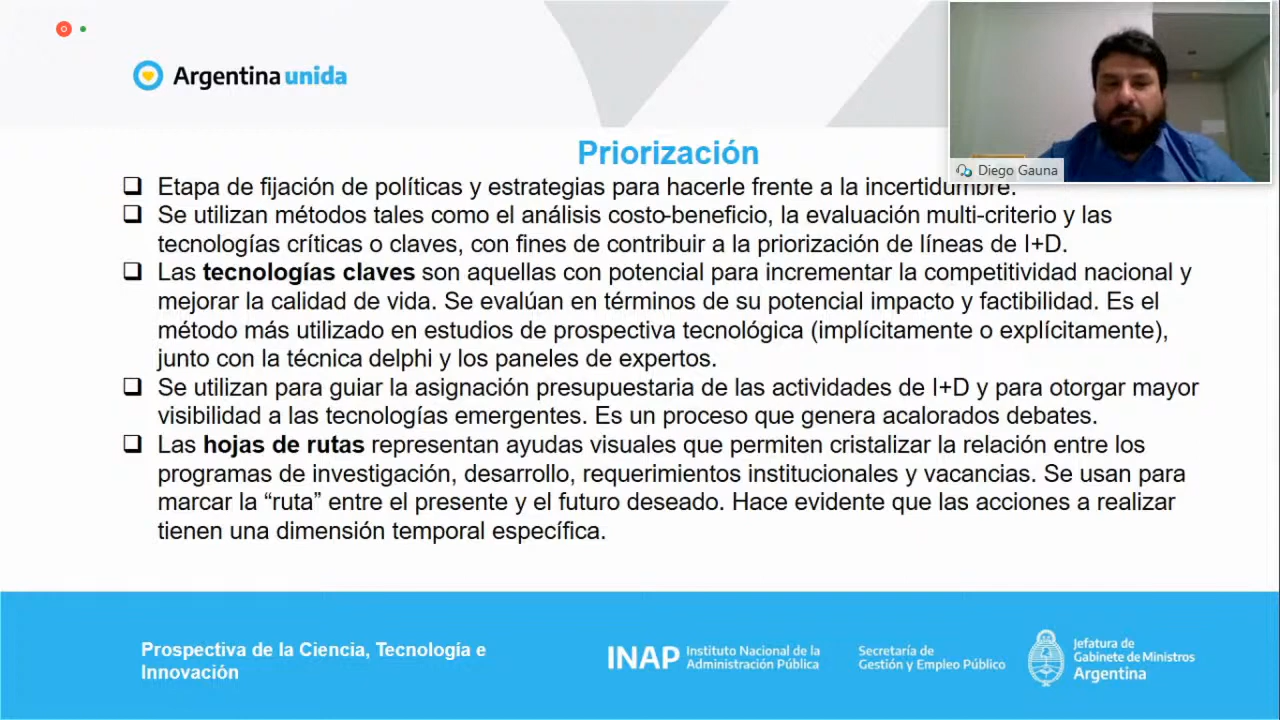 Argentina unida
Diego Gauna
Priorización
❑ Etapa de fijación de políticas y estrategias para hacerle frente a la incertidumbre.
❑ Se utilizan métodos tales como el análisis costo-beneficio, la evaluación multi-criterio y las
tecnologías críticas o claves, con fines de contribuir a la priorización de líneas de I+D.
❑ Las tecnologías claves son aquellas con potencial para incrementar la competitividad nacional y
mejorar la calidad de vida. Se evalúan en términos de su potencial impacto y factibilidad. Es el
método más utilizado en estudios de prospectiva tecnológica (implícitamente o explícitamente),
junto con la técnica delphi y los paneles de expertos.
❑ Se utilizan para guiar la asignación presupuestaria de las actividades de I+D y para otorgar mayor
visibilidad a las tecnologías emergentes. Es un proceso que genera acalorados debates.
❑ Las hojas de rutas representan ayudas visuales que permiten cristalizar la relación entre los
programas de investigación, desarrollo, requerimientos institucionales y vacancias. Se usan para
marcar la “ruta” entre el presente y el futuro deseado. Hace evidente que las acciones a realizar
tienen una dimensión temporal específica.
Prospectiva de la Ciencia, Tecnología e
Innovación
INAP
Instituto Nacional de la
Administración Pública
Secretaría de
Gestión y Empleo Público
Jefatura de
Gabinete de Ministros
Argentina